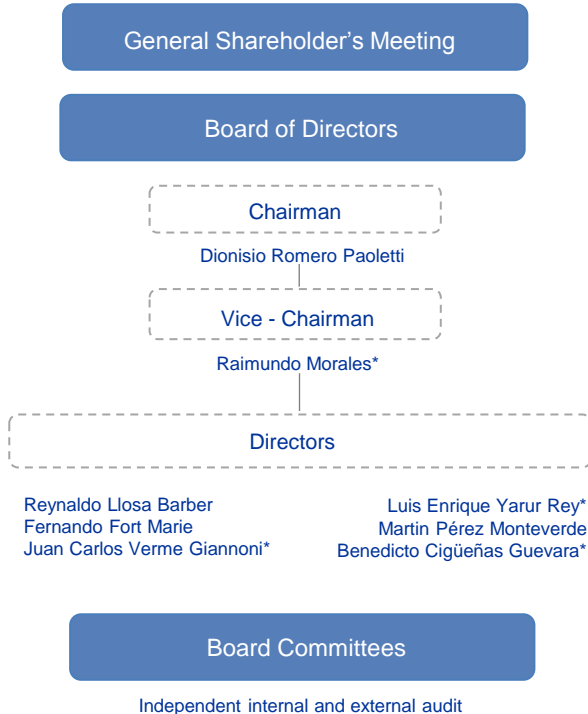 General Shareholder's Meeting
Board of Directors
Chairman
Dionisio Romero Paoletti
Vice - Chairman
Raimundo Morales*
Directors
Reynaldo Llosa Barber
Fernando Fort Marie
Juan Carlos Verme Giannoni*
Luis Enrique Yarur Rey*
Martin Pérez Monteverde
Benedicto Cigüeñas Guevara*
Board Committees
Independent internal and external audit